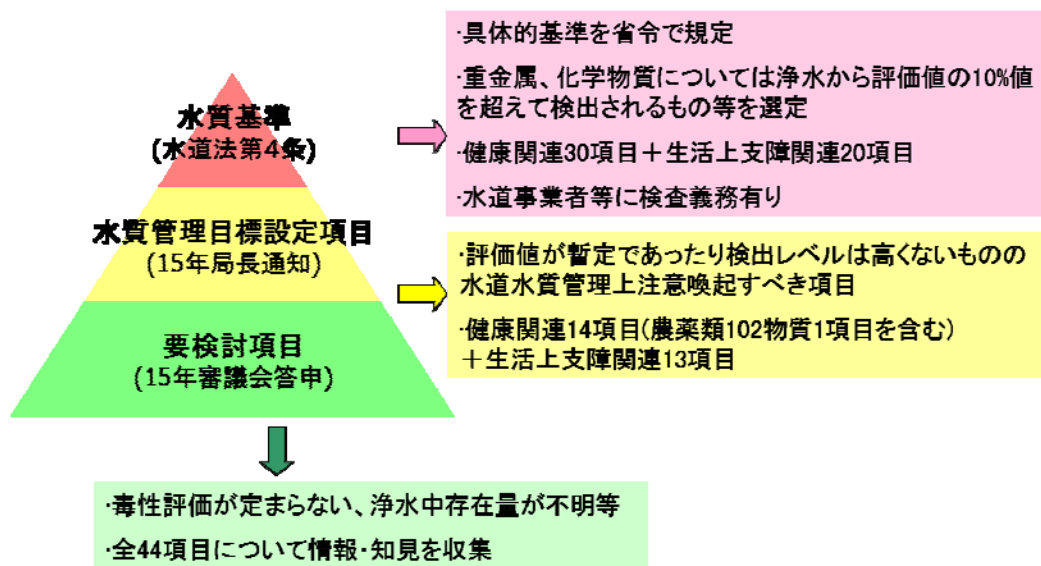 水質基準
(水道法第4条)
・具体的基準を省令で規定
・重金属、化学物質については浄水から評価値の10%値
を超えて検出されるもの等を選定
・健康関連30項目＋生活上支障関連20項目
・水道事業者等に検査義務有り
水質管理目標設定項目
(15年局長通知)
・評価値が暫定であったり検出レベルは高くないものの
水道水質管理上注意喚起すべき項目
・健康関連14項目(農薬類102物質1項目を含む)
＋生活上支障関連13項目
要検討項目
(15年審議会答申)
・毒性評価が定まらない、浄水中存在量が不明等
・全44項目について情報・知見を収集